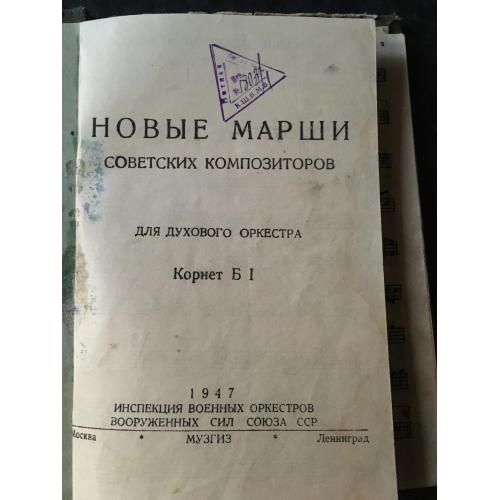 НОВЫЕ МАРШИ
СОВЕТСКИХ КОМПОЗИТОРОВ
ДЛЯ ДУХОВОГО ОРКЕСТРА
Корнет Б I
1947
ИНСПЕКЦИЯ ВОЕННЫХ ОРКЕСТРОВ
ВООРУЖЕННЫХ СИЛ СОЮЗА ССР
Москва * МУЗГИЗ * Ленинград